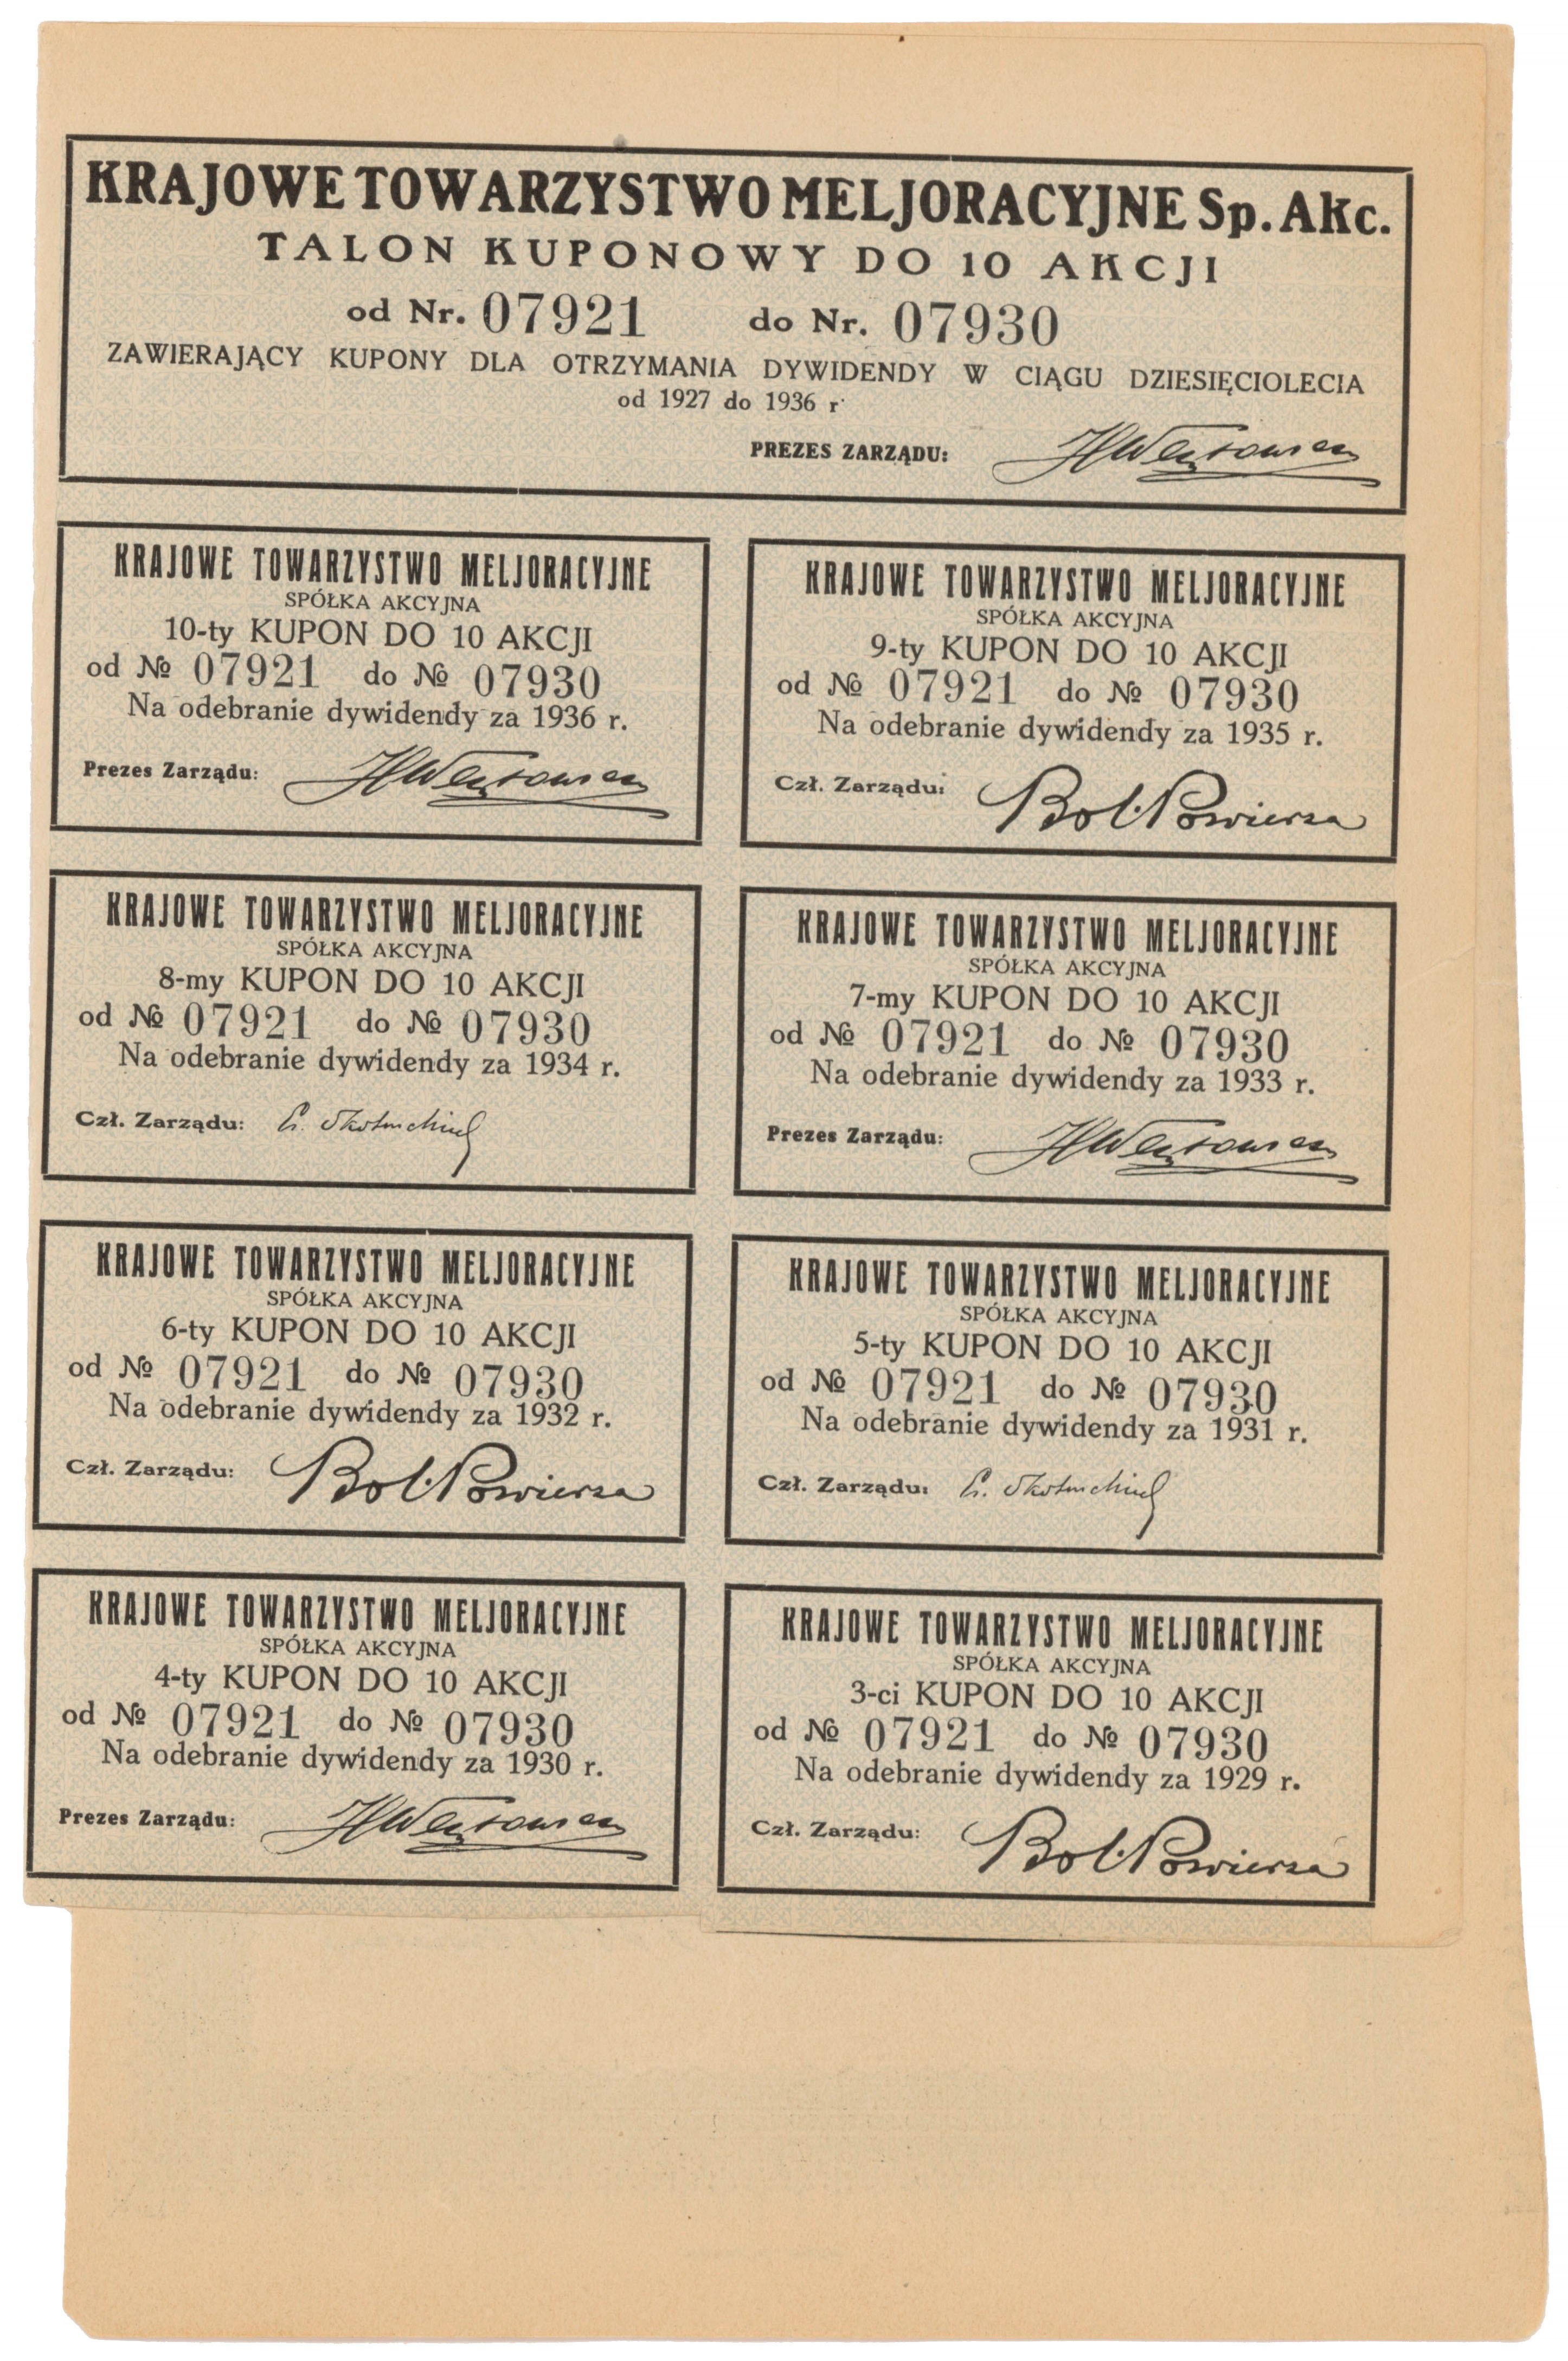 KRAJOWE TOWARZYSTWO MELJORACYJNE Sp. Akc.
TALON KUPONOWY DO 10 AKCJI
od Nr. 07921 do Nr. 07930
ZAWIERAJĄCY KUPONY DLA OTRZYMANIA DYWIDENDY W CIĄGU DZIESIĘCIOLECIA
od 1927 do 1936 r
PREZES ZARZĄDU:
KRAJOWE TOWARZYSTWO MELJORACYJNE
SPÓŁKA AKCYJNA
10-ty KUPON DO 10 AKCJI
od № 07921 do № 07930
Na odebranie dywidendy za 1936 r.
Prezes Zarządu:
KRAJOWE TOWARZYSTWO MELJORACYJNE
SPÓŁKA AKCYJNA
9-ty KUPON DO 10 AKCJI
od № 07921 do № 07930
Na odebranie dywidendy za 1935 r.
Czł. Zarządu: Bol. Powierza
KRAJOWE TOWARZYSTWO MELJORACYJNE
SPÓŁKA AKCYJNA
8-my KUPON DO 10 AKCJI
od № 07921 do № 07930
Na odebranie dywidendy za 1934 r.
Czł. Zarządu:
KRAJOWE TOWARZYSTWO MELJORACYJNE
SPÓŁKA AKCYJNA
7-my KUPON DO 10 AKCJI
od № 07921 do № 07930
Na odebranie dywidendy za 1933 r.
Prezes Zarządu:
KRAJOWE TOWARZYSTWO MELJORACYJNE
SPÓŁKA AKCYJNA
6-ty KUPON DO 10 AKCJI
od № 07921 do № 07930
Na odebranie dywidendy za 1932 r.
Czł. Zarządu: Bol. Powierza
KRAJOWE TOWARZYSTWO MELJORACYJNE
SPÓŁKA AKCYJNA
5-ty KUPON DO 10 AKCJI
od № 07921 do № 07930
Na odebranie dywidendy za 1931 r.
Czł. Zarządu:
KRAJOWE TOWARZYSTWO MELJORACYJNE
SPÓŁKA AKCYJNA
4-ty KUPON DO 10 AKCJI
od № 07921 do № 07930
Na odebranie dywidendy za 1930 r.
Prezes Zarządu:
KRAJOWE TOWARZYSTWO MELJORACYJNE
SPÓŁKA AKCYJNA
3-ci KUPON DO 10 AKCJI
od № 07921 do № 07930
Na odebranie dywidendy za 1929 r.
Czł. Zarządu: Bol. Powierza